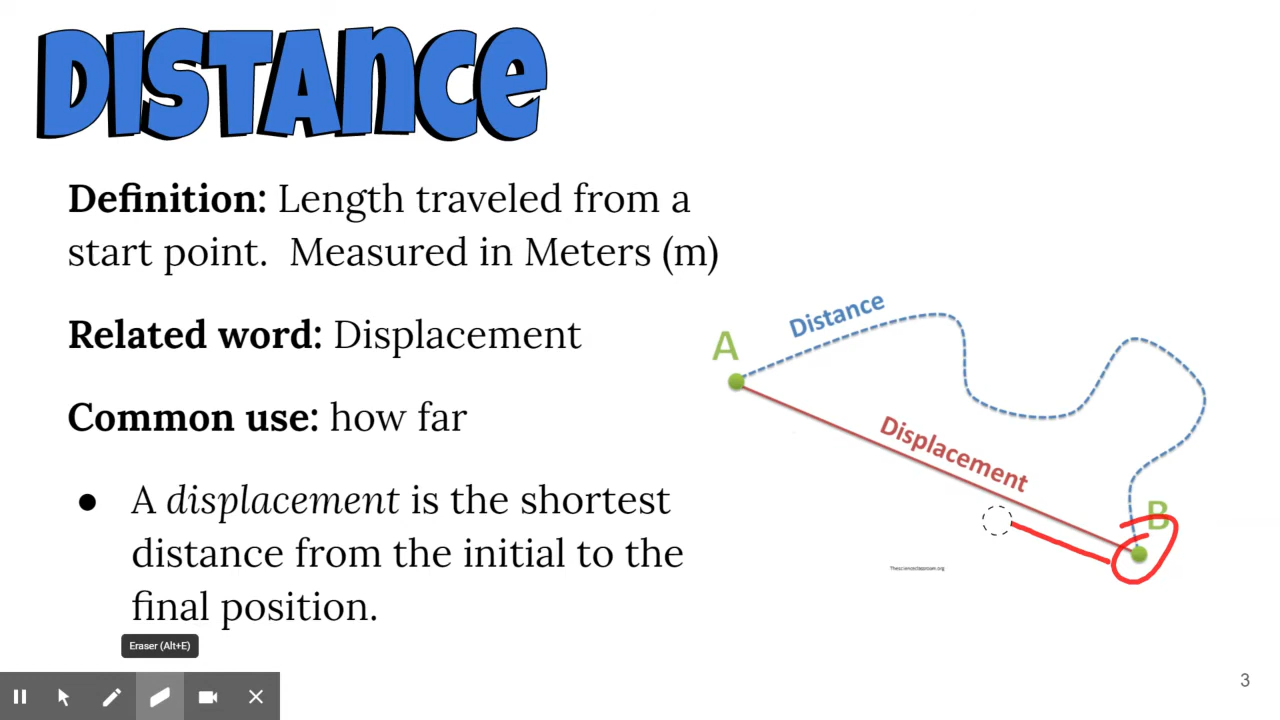 DISTANCE
Definition: Length traveled from a
start point. Measured in Meters (m)
Related word: Displacement
Common use: how far
● A displacement is the shortest
distance from the initial to the
final position.
Distance
A
Displacement
B
Eraser (Alt+E)
3